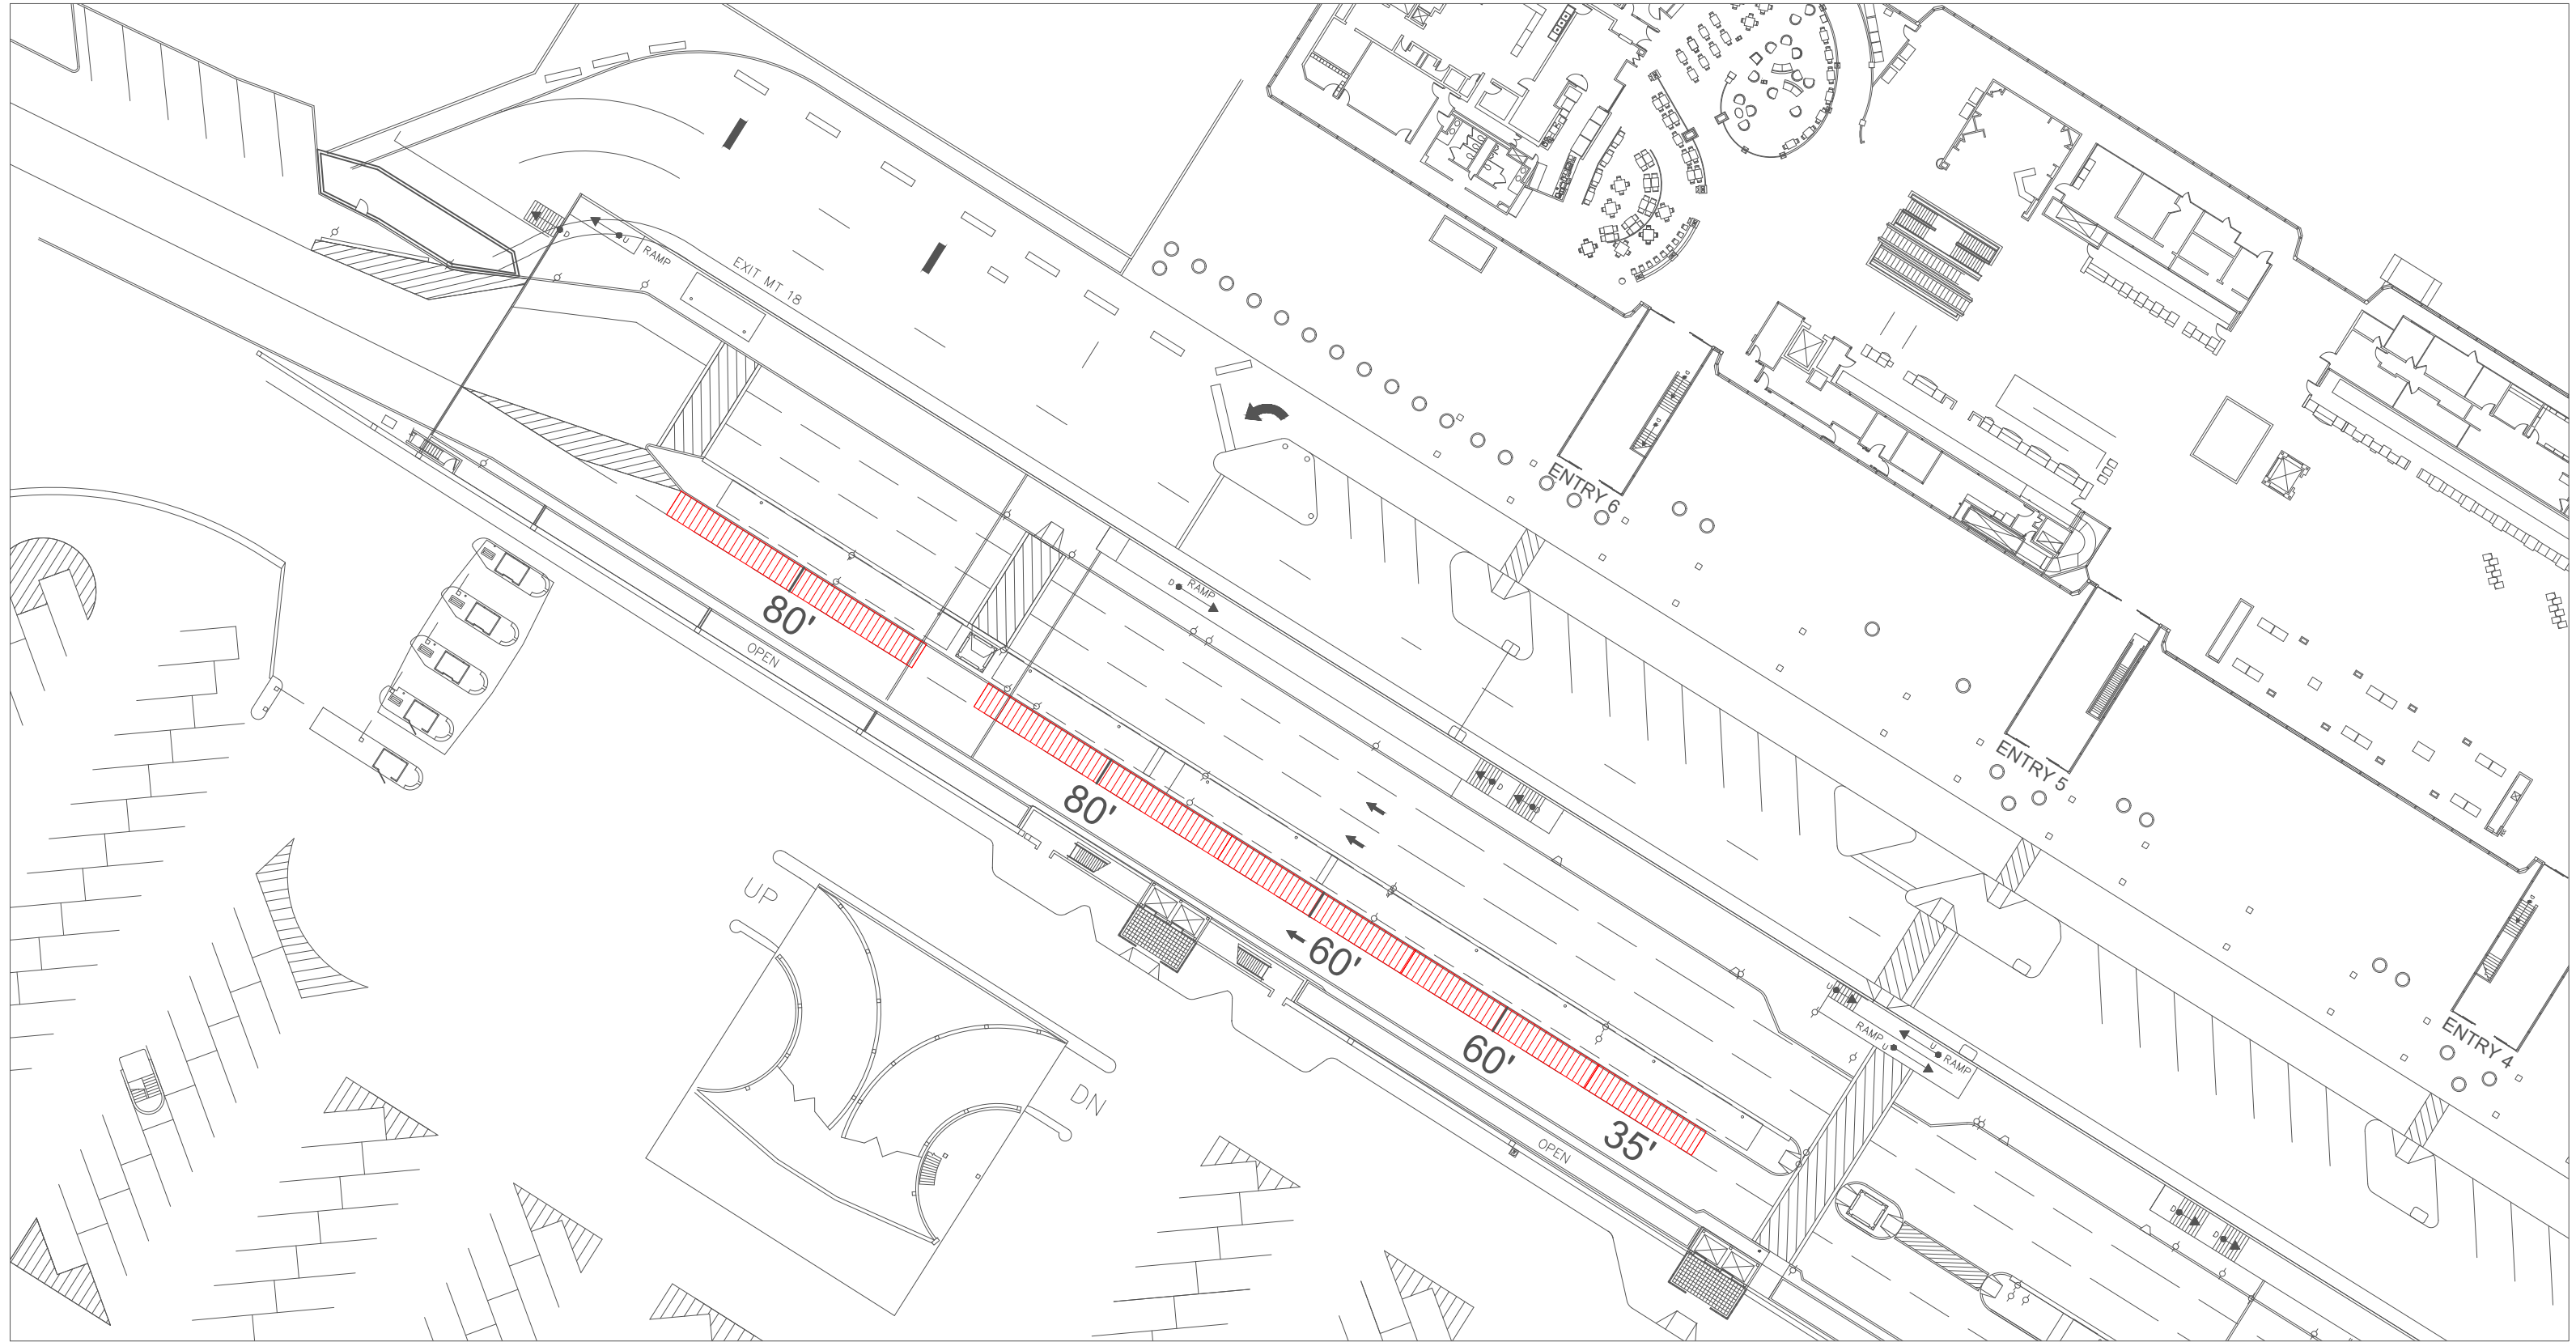 D
U
RAMP
EXIT MT 18
ENTRY 6
D
RAMP
80'
OPEN
ENTRY 5
80'
D
D
UP
60'
U
RAMP
U
U
RAMP
ENTRY 4
60'
DN
35'
OPEN
D
D